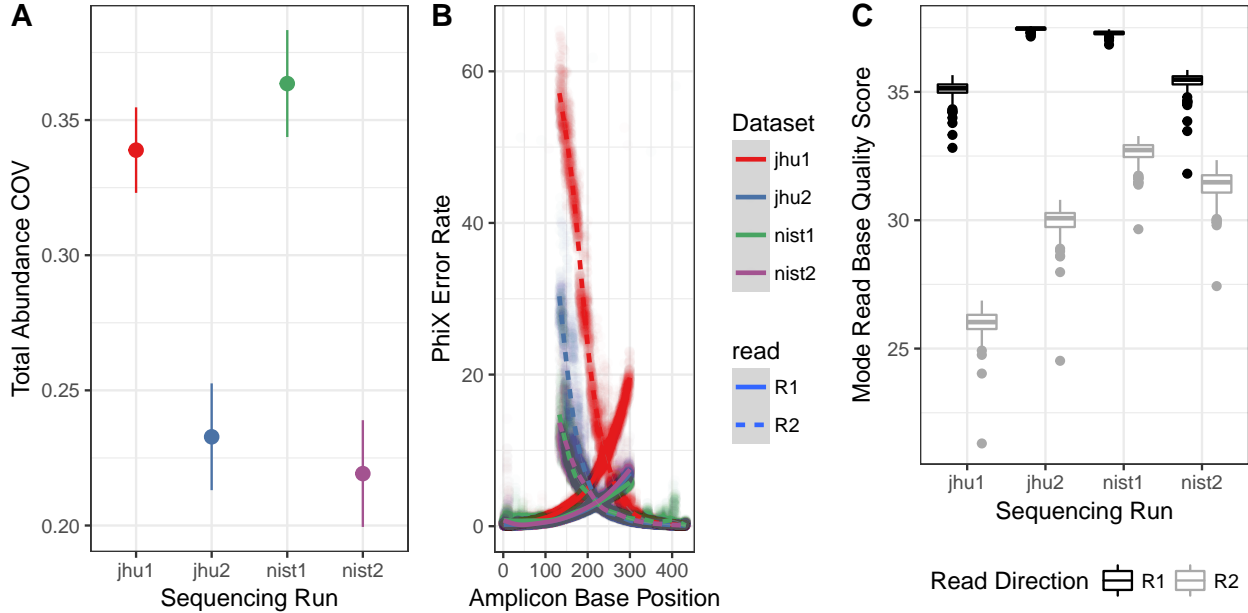 A
Total Abundance COV
0.35
0.30
0.25
0.20
jhu1 jhu2 nist1 nist2
Sequencing Run
B
PhiX Error Rate
60
40
20
0
0 100 200 300 400
Amplicon Base Position
Dataset
jhu1
jhu2
nist1
nist2
read
R1
R2
C
Mode Read Base Quality Score
35
30
25
jhu1 jhu2 nist1 nist2
Sequencing Run
Read Direction R1 R2